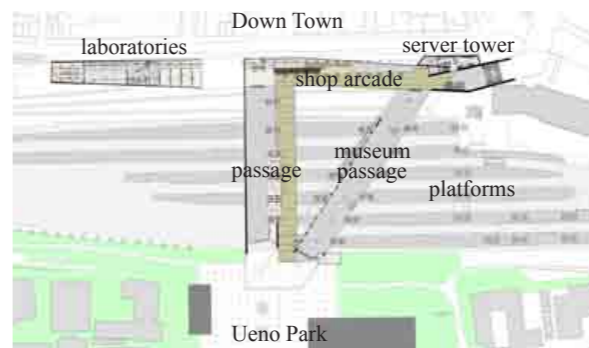 Down Town
laboratories
server tower
shop arcade
passage
museum
passage
platforms
Ueno Park